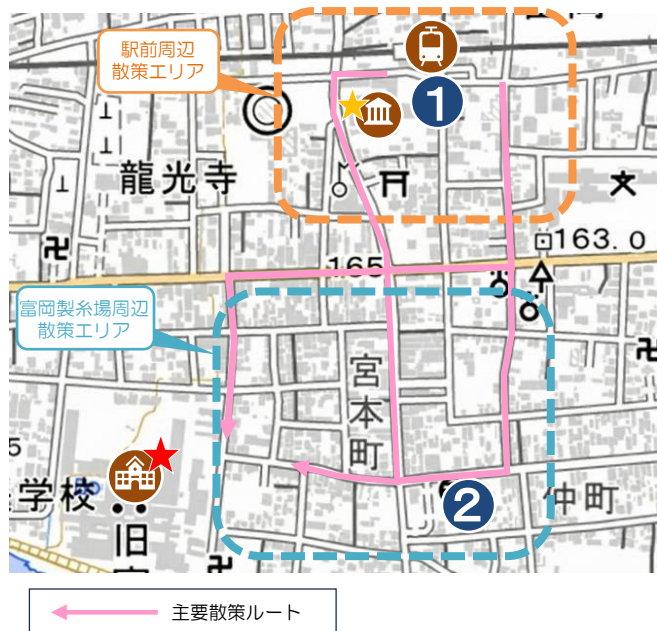 駅前周辺
散策エリア
1
龍光寺
163.0
165
富岡製糸場周辺
散策エリア
宮本町
5
学校
2
仲町
旧
主要散策ルート